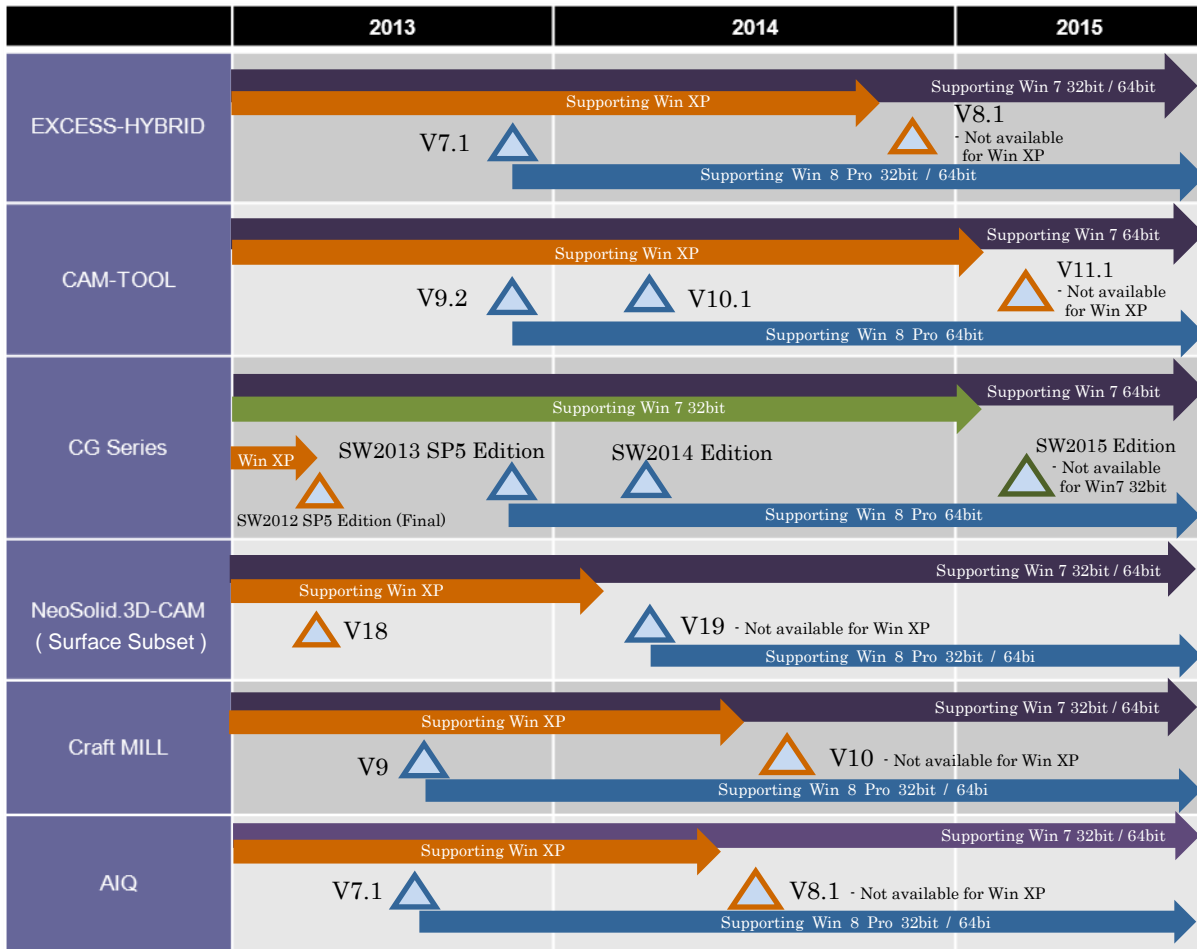 2013 2014 2015
EXCESS-HYBRID
Supporting Win 7 32bit / 64bit
Supporting Win XP
V7.1
V8.1
- Not available
for Win XP
Supporting Win 8 Pro 32bit / 64bit
CAM-TOOL
Supporting Win 7 64bit
Supporting Win XP
V9.2
V10.1
V11.1
- Not available
for Win XP
Supporting Win 8 Pro 64bit
CG Series
Supporting Win 7 64bit
Supporting Win 7 32bit
Win XP
SW2013 SP5 Edition
SW2014 Edition
SW2015 Edition
- Not available
for Win7 32bit
SW2012 SP5 Edition (Final)
Supporting Win 8 Pro 64bit
NeoSolid.3D-CAM
( Surface Subset )
Supporting Win 7 32bit / 64bit
Supporting Win XP
V18
V19 - Not available for Win XP
Supporting Win 8 Pro 32bit / 64bi
Craft MILL
Supporting Win 7 32bit / 64bit
Supporting Win XP
V9
V10 - Not available for Win XP
Supporting Win 8 Pro 32bit / 64bi
AIQ
Supporting Win 7 32bit / 64bit
Supporting Win XP
V7.1
V8.1 - Not available for Win XP
Supporting Win 8 Pro 32bit / 64bi